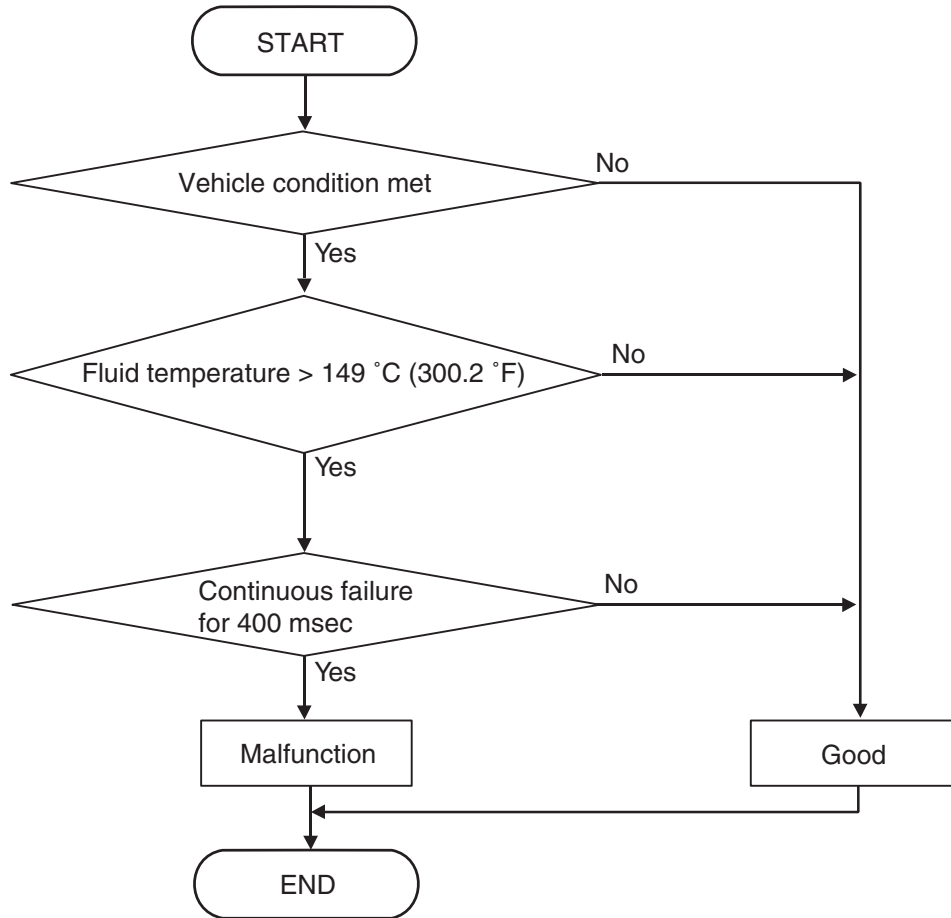 START
Vehicle condition met
No
Yes
Fluid temperature > 149 ˚C (300.2 ˚F)
No
Yes
Continuous failure
for 400 msec
No
Yes
Malfunction
Good
END